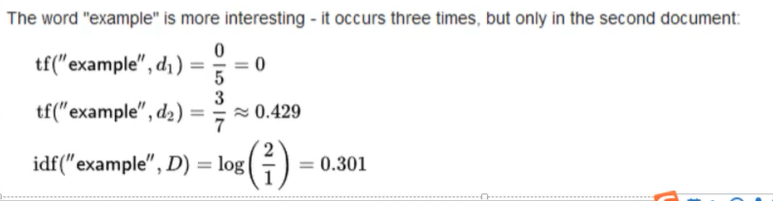 The word "example" is more interesting - it occurs three times, but only in the second document:
tf("example", d₁) = 0/5 = 0
tf("example", d₂) = 3/7 ≈ 0.429
idf("example", D) = log(2/1) = 0.301